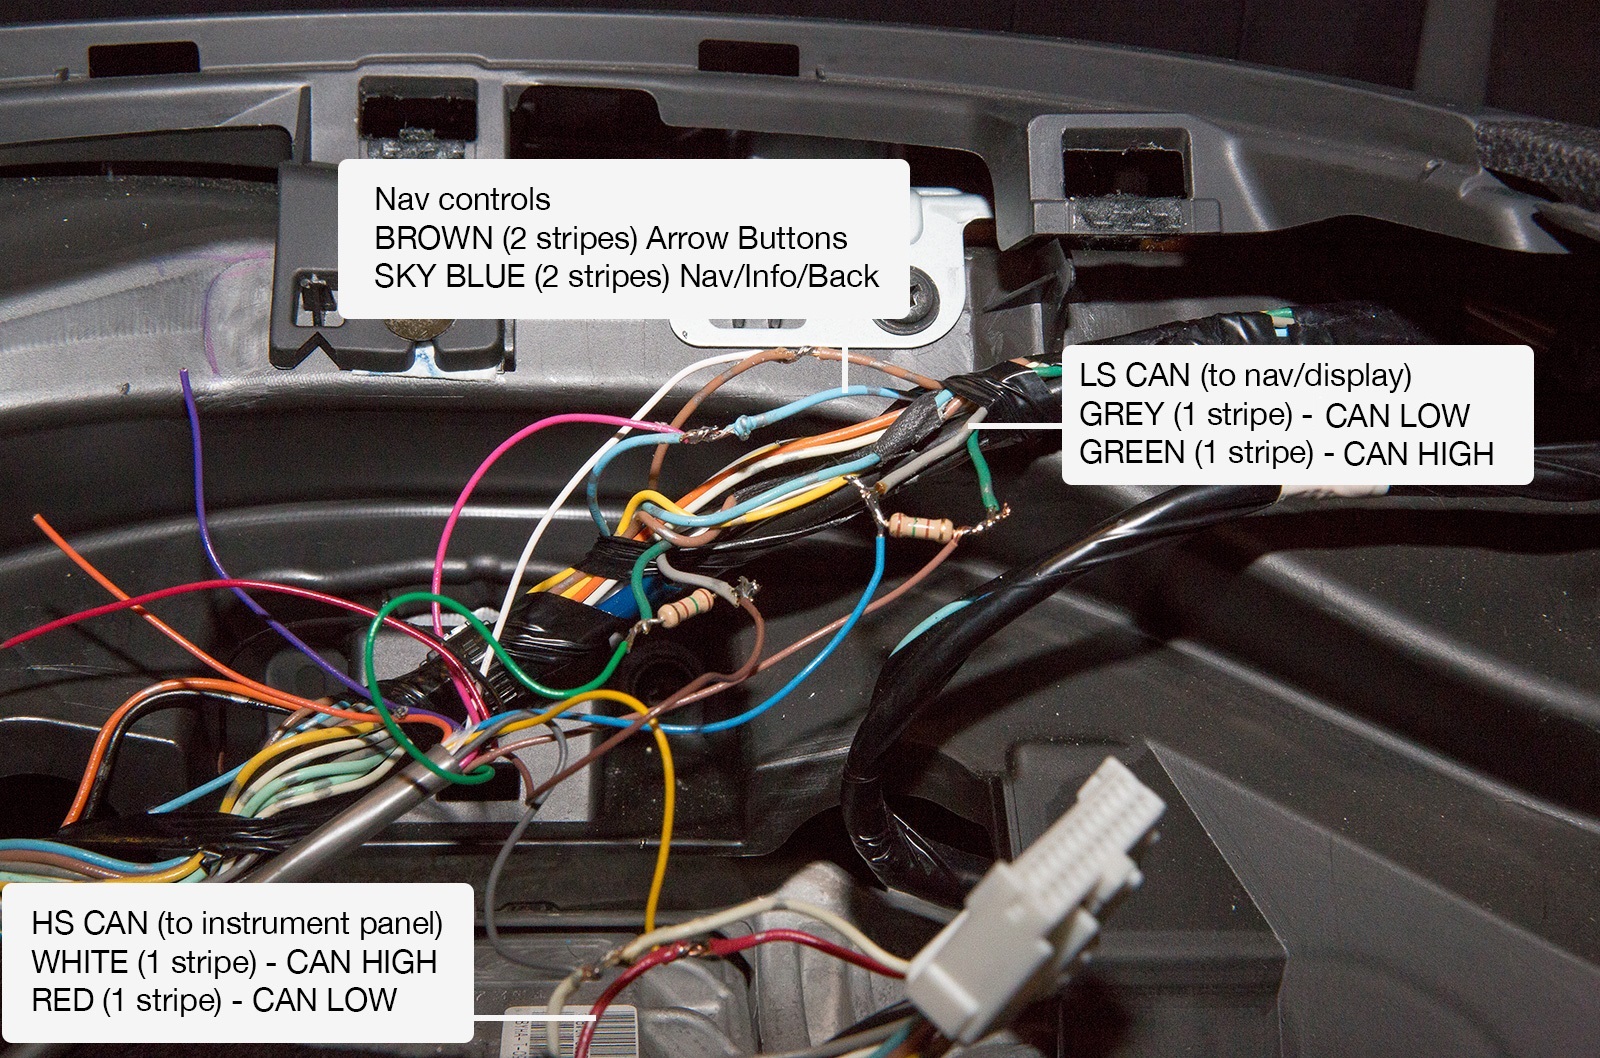 Nav controls
BROWN (2 stripes) Arrow Buttons
SKY BLUE (2 stripes) Nav/Info/Back
LS CAN (to nav/display)
GREY (1 stripe) - CAN LOW
GREEN (1 stripe) - CAN HIGH
HS CAN (to instrument panel)
WHITE (1 stripe) - CAN HIGH
RED (1 stripe) - CAN LOW